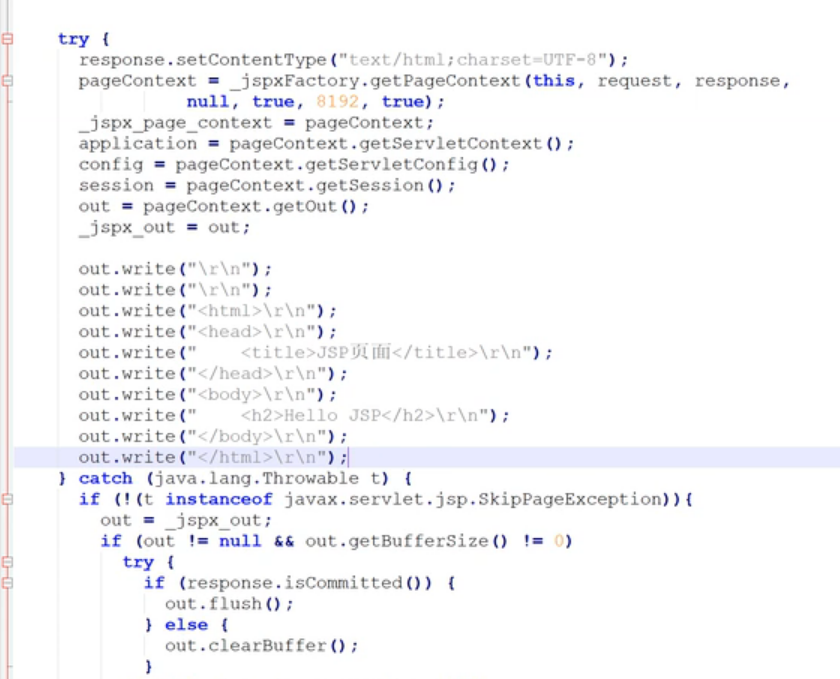 try {
response.setContentType("text/html;charset=UTF-8");
pageContext = _jspxFactory.getPageContext(this, request, response,
null, true, 8192, true);
_jspx_page_context = pageContext;
application = pageContext.getServletContext();
config = pageContext.getServletConfig();
session = pageContext.getSession();
out = pageContext.getOut();
_jspx_out = out;
out.write("\r\n");
out.write("\r\n");
out.write("<html>\r\n");
out.write("<head>\r\n");
out.write("    <title>JSP页面</title>\r\n");
out.write("</head>\r\n");
out.write("<body>\r\n");
out.write("    <h2>Hello JSP</h2>\r\n");
out.write("</body>\r\n");
out.write("</html>\r\n");
} catch (java.lang.Throwable t) {
if (!(t instanceof javax.servlet.jsp.SkipPageException)){
out = _jspx_out;
if (out != null && out.getBufferSize() != 0)
try {
if (response.isCommitted()) {
out.flush();
} else {
out.clearBuffer();
}